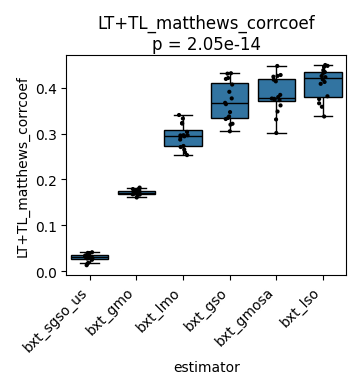 LT+TL_matthews_corrcoef
p = 2.05e-14
LT+TL_matthews_corrcoef
0.4
0.3
0.2
0.1
0.0
bxt_sgso_us
bxt_gmo
bxt_lmo
bxt_gso
bxt_gmosa
bxt_lso
estimator